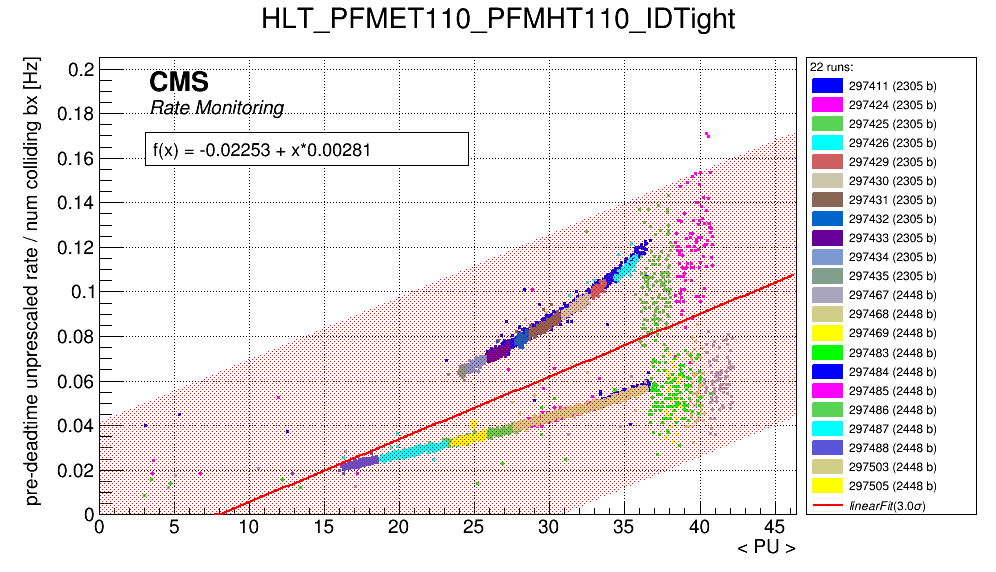 HLT_PFMET110_PFMHT110_IDTight
pre-deadtime unprescaled rate / num colliding bx [Hz]
CMS
Rate Monitoring
f(x) = -0.02253 + x*0.00281
0.2
0.18
0.16
0.14
0.12
0.1
0.08
0.06
0.04
0.02
0
0 5 10 15 20 25 30 35 40 45
< PU >
22 runs:
297411 (2305 b)
297424 (2305 b)
297425 (2305 b)
297426 (2305 b)
297429 (2305 b)
297430 (2305 b)
297431 (2305 b)
297432 (2305 b)
297433 (2305 b)
297434 (2305 b)
297435 (2305 b)
297467 (2448 b)
297468 (2448 b)
297469 (2448 b)
297483 (2448 b)
297484 (2448 b)
297485 (2448 b)
297486 (2448 b)
297487 (2448 b)
297488 (2448 b)
297503 (2448 b)
297505 (2448 b)
linearFit(3.0σ)